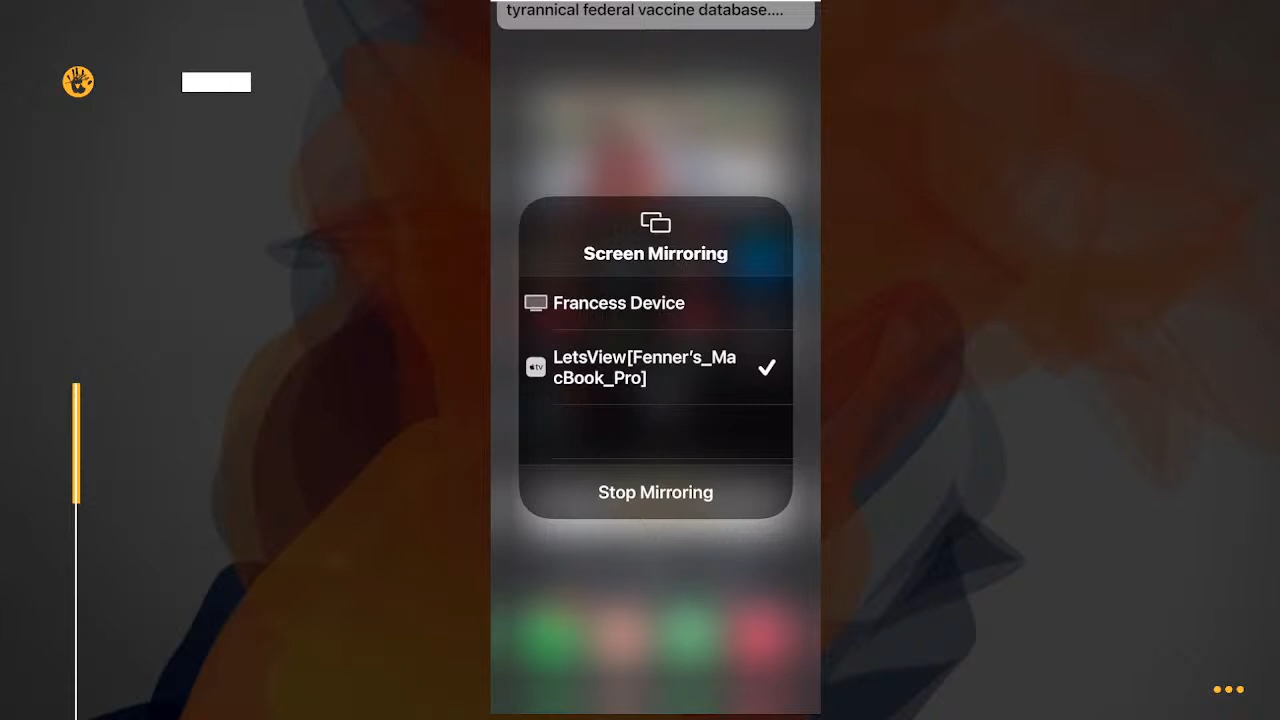 tyrannical federal vaccine database....
Screen Mirroring
Francess Device
LetsView[Fenner’s_Ma
cBook_Pro]
Stop Mirroring